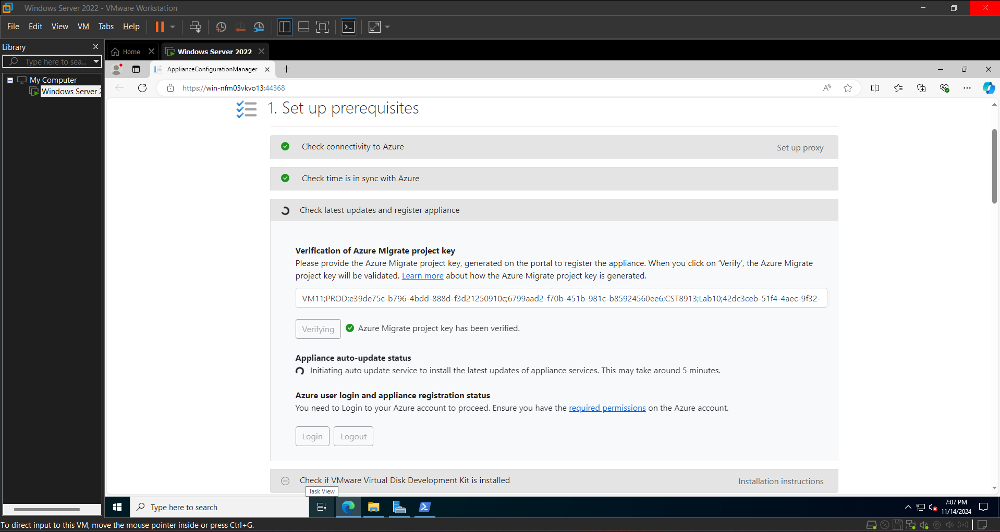 Windows Server 2022 - VMware Workstation
File Edit View VM Tabs Help
Library
Home
Windows Server 2022
Type here to sea...
ApplianceConfigurationManager
My Computer
Windows Server 2
https://win-nfm03vkvo13:44368
1. Set up prerequisites
Check connectivity to Azure
Set up proxy
Check time is in sync with Azure
Check latest updates and register appliance
Verification of Azure Migrate project key
Please provide the Azure Migrate project key, generated on the portal to register the appliance. When you click on ‘Verify’, the Azure Migrate
project key will be validated. Learn more about how the Azure Migrate project key is generated.
VM11;PROD;e39de75c-b796-4bdd-888d-f3d21250910c;6799aad2-f70b-451b-981c-b85924560ee6;CST8913;Lab10;42dc3ceb-51f4-4aec-9f32-
Verifying
Azure Migrate project key has been verified.
Appliance auto-update status
Initiating auto update service to install the latest updates of appliance services. This may take around 5 minutes.
Azure user login and appliance registration status
You need to Login to your Azure account to proceed. Ensure you have the required permissions on the Azure account.
Login
Logout
Check if VMware Virtual Disk Development Kit is installed
Installation instructions
Task View
Type here to search
7:07 PM
11/14/2024
To direct input to this VM, move the mouse pointer inside or press Ctrl+G.